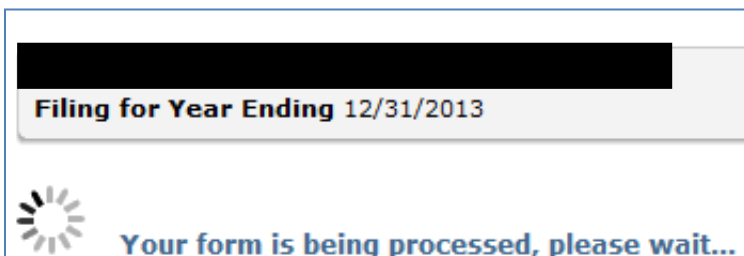 Filing for Year Ending 12/31/2013
Your form is being processed, please wait...